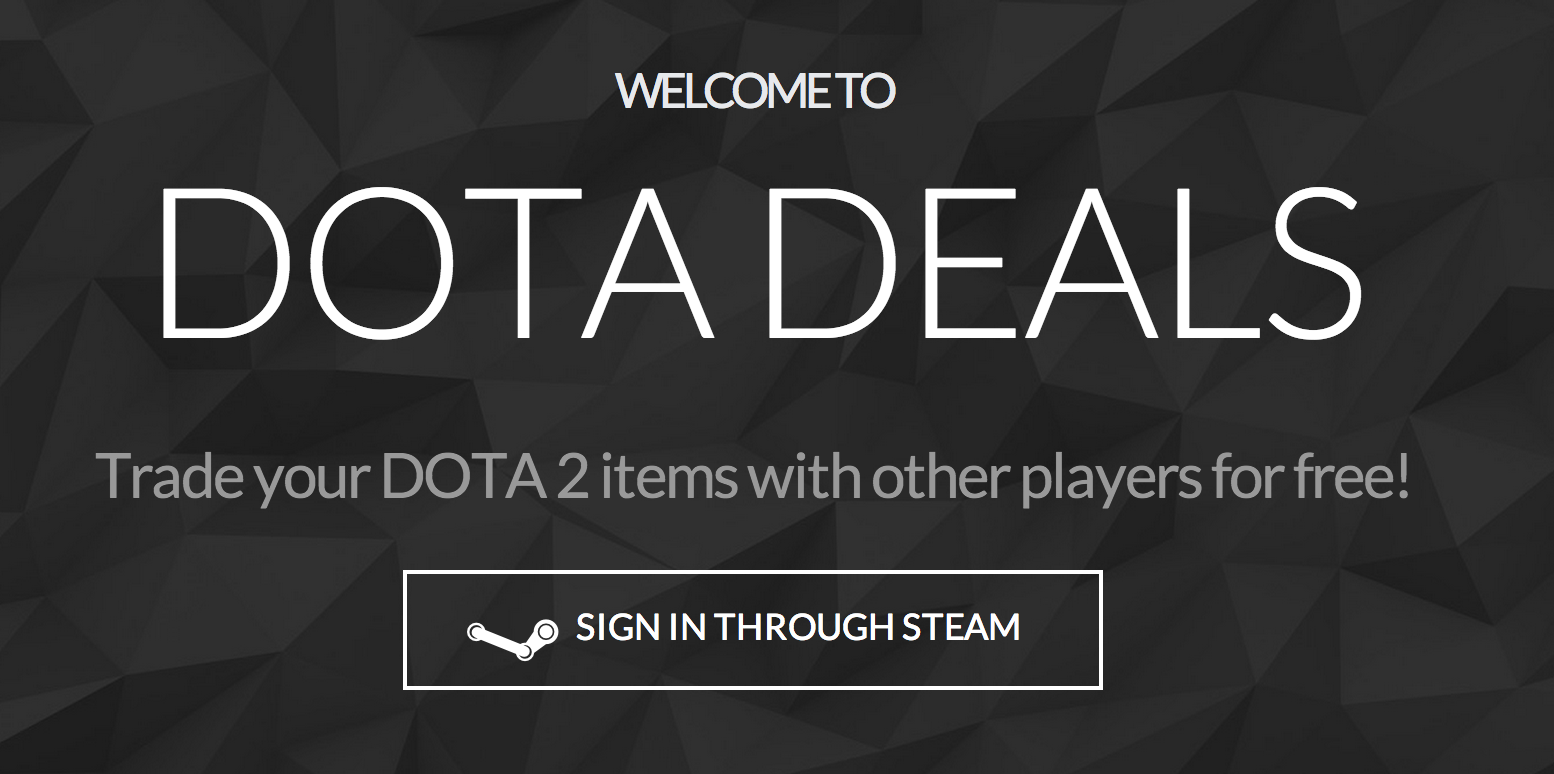 WELCOME TO
DOTA DEALS
Trade your DOTA 2 items with other players for free!
SIGN IN THROUGH STEAM